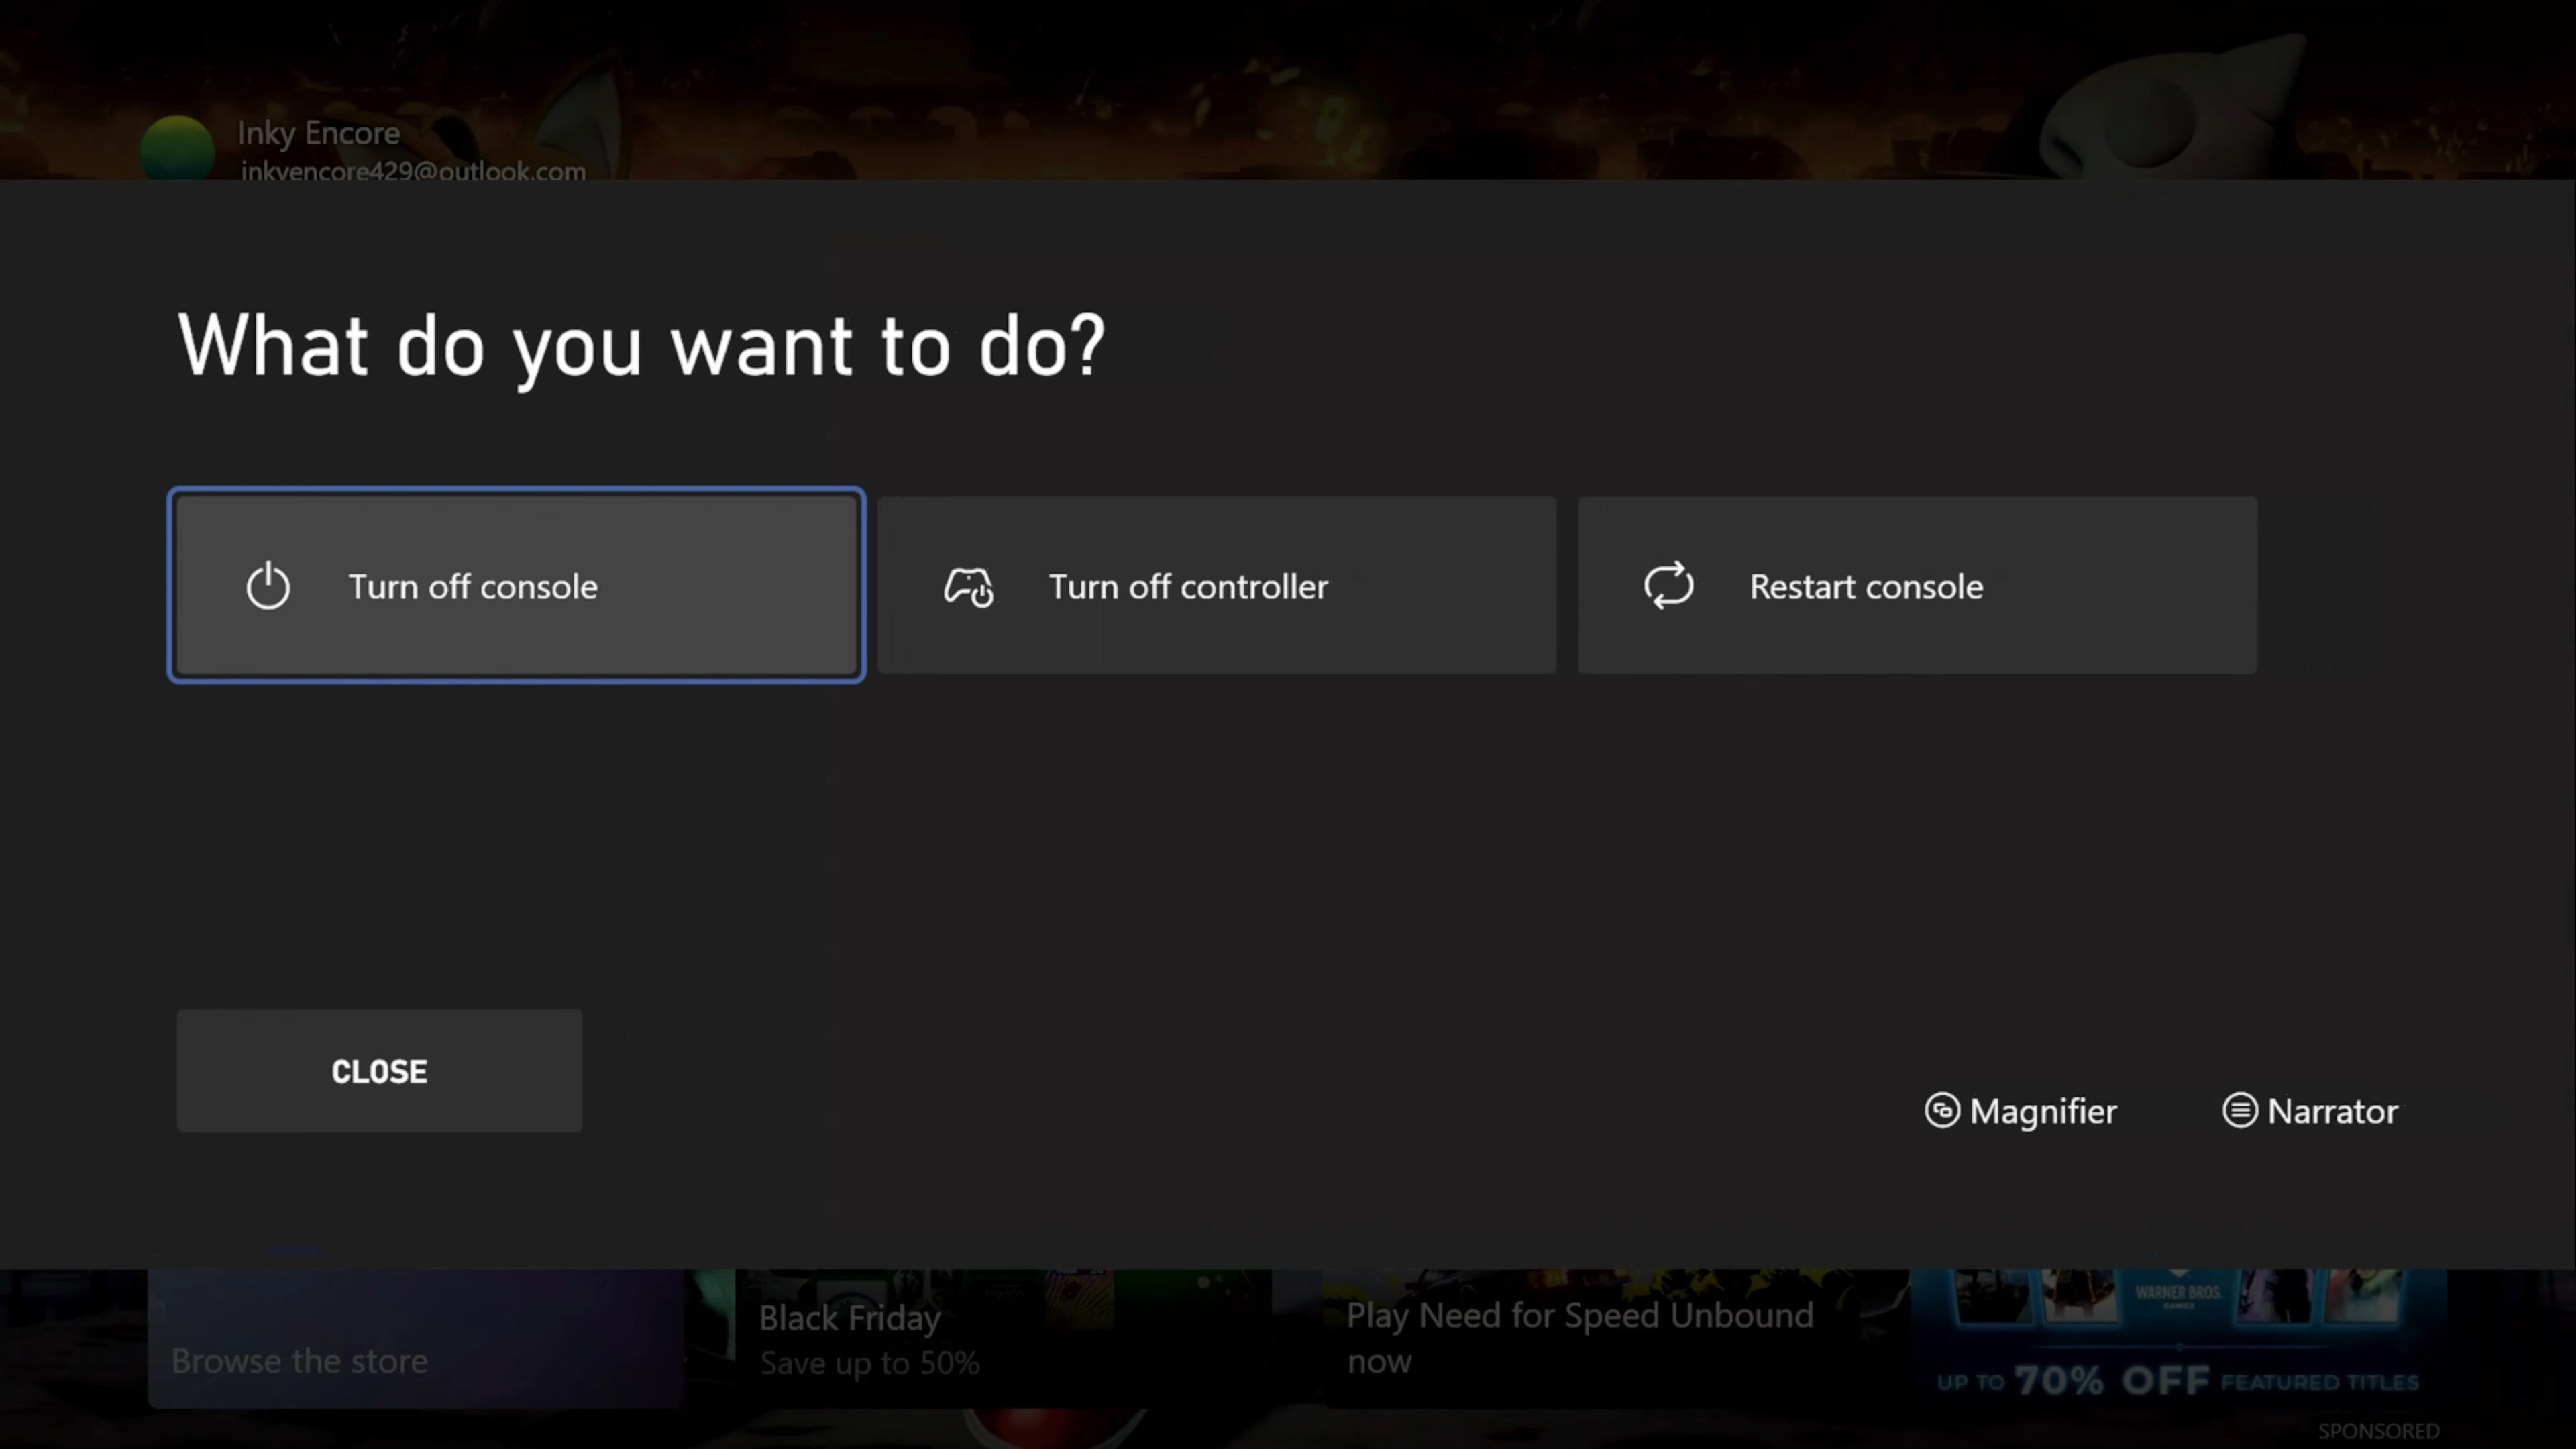 Inky Encore
inkyencore429@outlook.com
What do you want to do?
Turn off console
Turn off controller
Restart console
CLOSE
Magnifier
Narrator
Browse the store
Black Friday
Save up to 50%
Play Need for Speed Unbound
now
WARNER BROS.
GAMES
UP TO 70% OFF FEATURED TITLES
SPONSORED